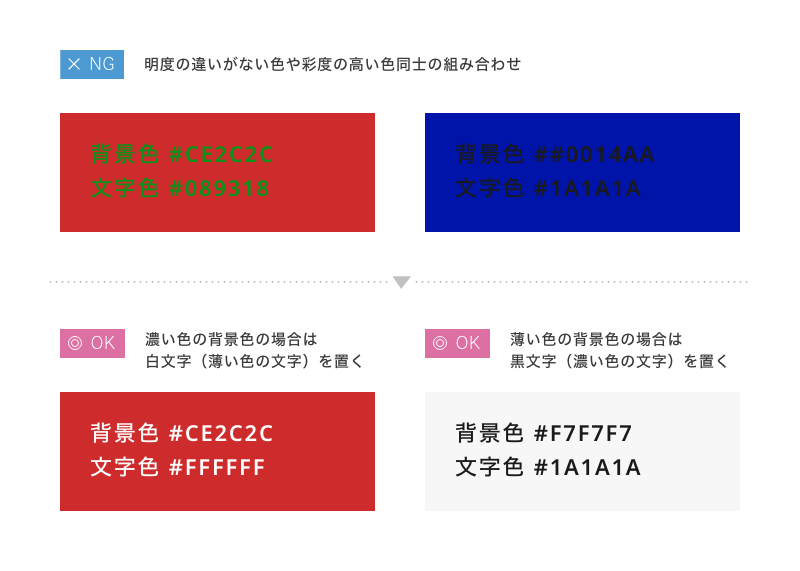 × NG 明度の違いがない色や彩度の高い色同士の組み合わせ
背景色 #CE2C2C
文字色 #089318
背景色 ##0014AA
文字色 #1A1A1A
◎ OK 濃い色の背景色の場合は
白文字（薄い色の文字）を置く
◎ OK 薄い色の背景色の場合は
黒文字（濃い色の文字）を置く
背景色 #CE2C2C
文字色 #FFFFFF
背景色 #F7F7F7
文字色 #1A1A1A